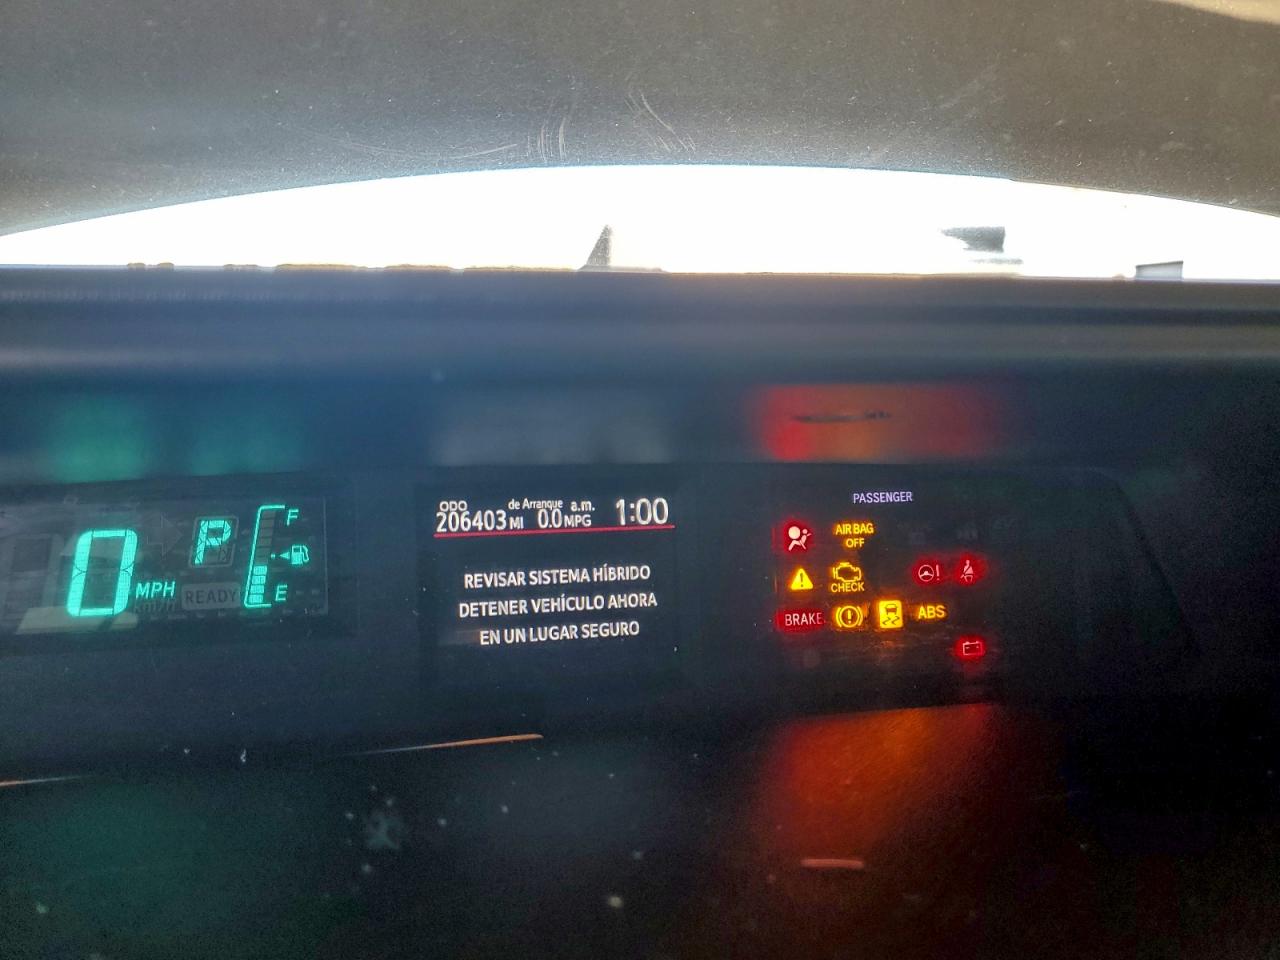 0 MPH
km/h
P
READY
F
E
ODO
206403 MI
de Arranque
0.0 MPG
a.m.
1:00
REVISAR SISTEMA HÍBRIDO
DETENER VEHÍCULO AHORA
EN UN LUGAR SEGURO
PASSENGER
AIR BAG
OFF
CHECK
BRAKE
ABS